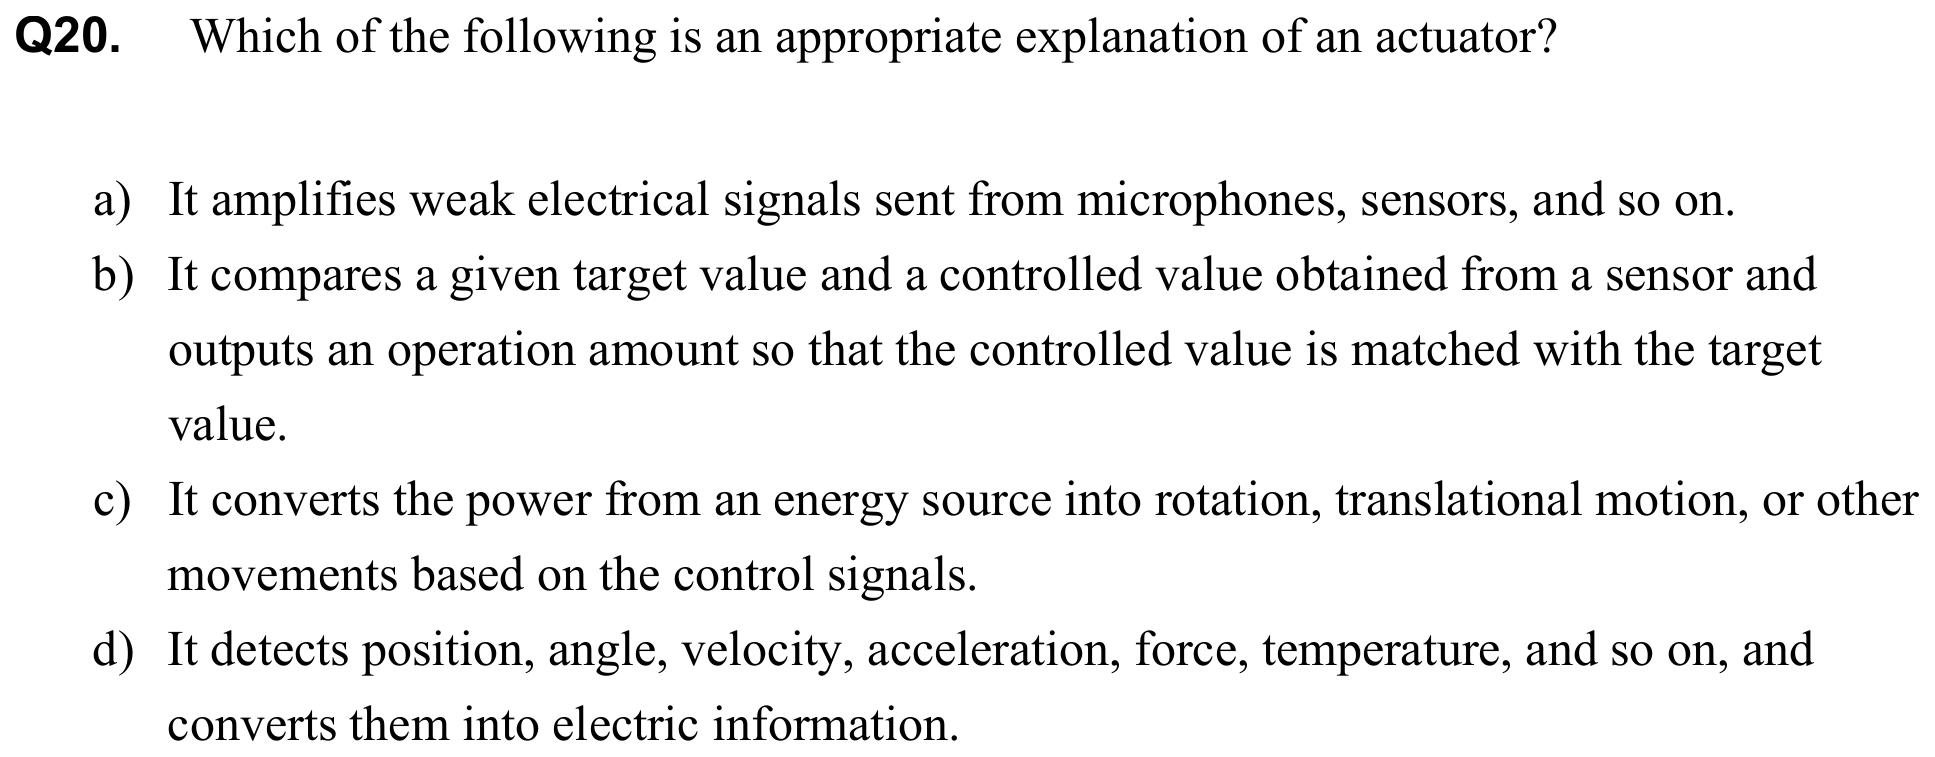 Q20. Which of the following is an appropriate explanation of an actuator?
a) It amplifies weak electrical signals sent from microphones, sensors, and so on.
b) It compares a given target value and a controlled value obtained from a sensor and
outputs an operation amount so that the controlled value is matched with the target
value.
c) It converts the power from an energy source into rotation, translational motion, or other
movements based on the control signals.
d) It detects position, angle, velocity, acceleration, force, temperature, and so on, and
converts them into electric information.